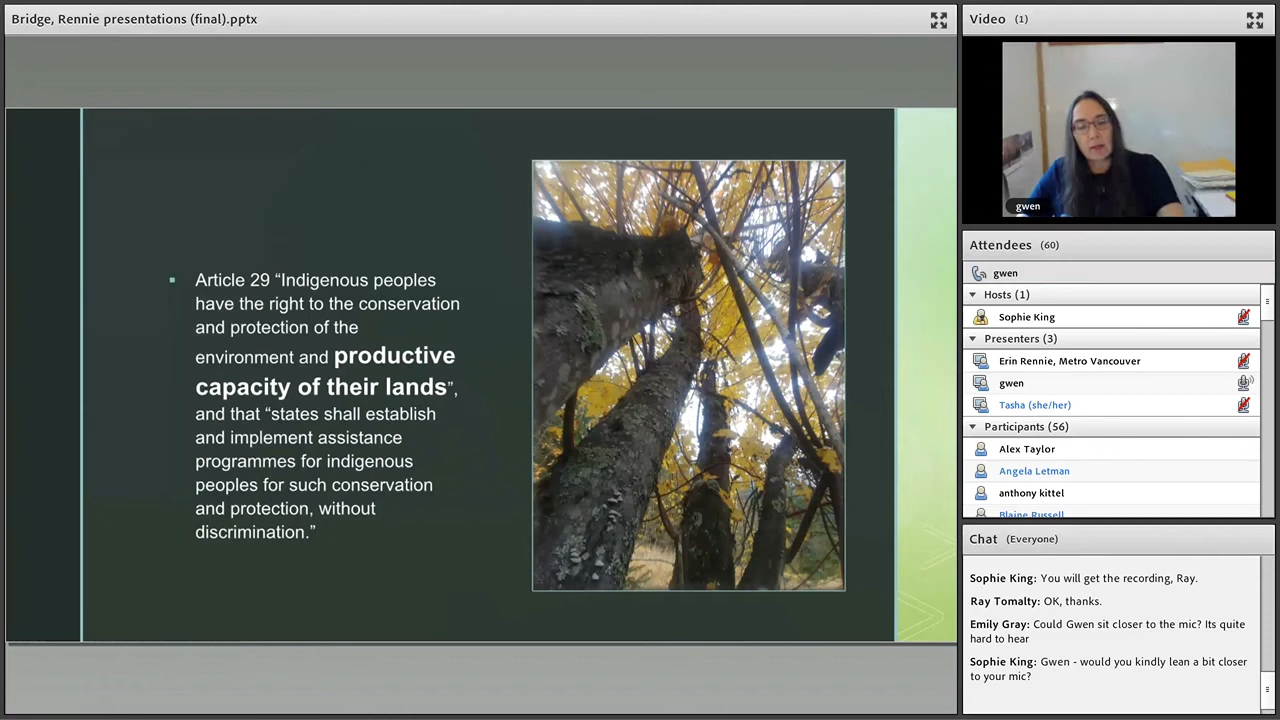 Bridge, Rennie presentations (final).pptx
Article 29 “Indigenous peoples
have the right to the conservation
and protection of the
environment and productive
capacity of their lands”,
and that “states shall establish
and implement assistance
programmes for indigenous
peoples for such conservation
and protection, without
discrimination.”
Video (1)
gwen
Attendees (60)
gwen
Hosts (1)
Sophie King
Presenters (3)
Erin Rennie, Metro Vancouver
gwen
Tasha (she/her)
Participants (56)
Alex Taylor
Angela Letman
anthony kittel
Blaine Russell
Chat (Everyone)
Sophie King: You will get the recording, Ray.
Ray Tomalty: OK, thanks.
Emily Gray: Could Gwen sit closer to the mic? Its quite
hard to hear
Sophie King: Gwen - would you kindly lean a bit closer
to your mic?